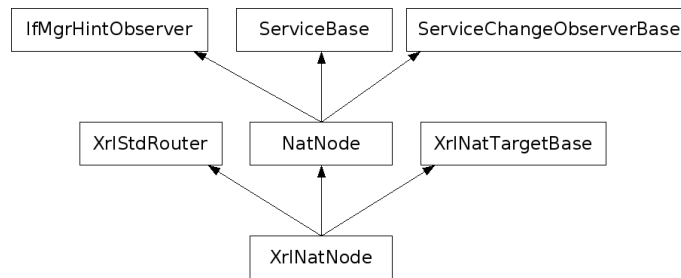 IfMgrHintObserver
ServiceBase
ServiceChangeObserverBase
XrlStdRouter
NatNode
XrlNatTargetBase
XrlNatNode